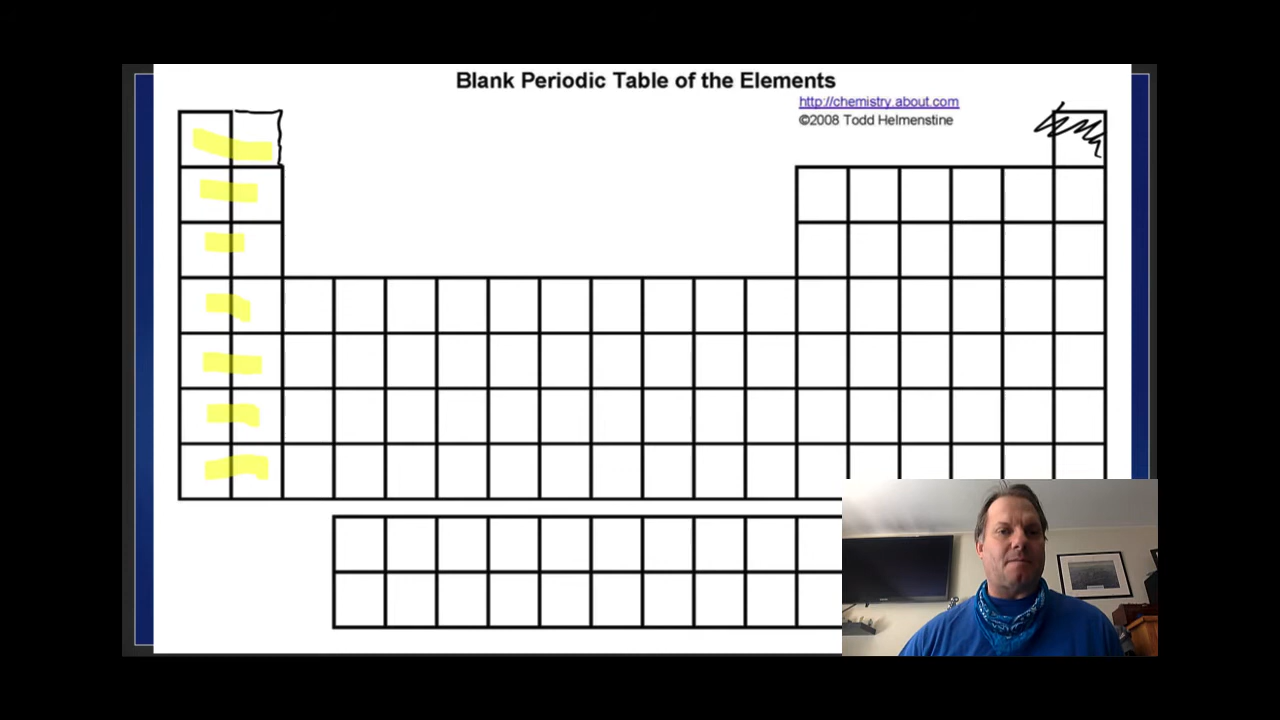 Blank Periodic Table of the Elements
http://chemistry.about.com
©2008 Todd Helmenstine